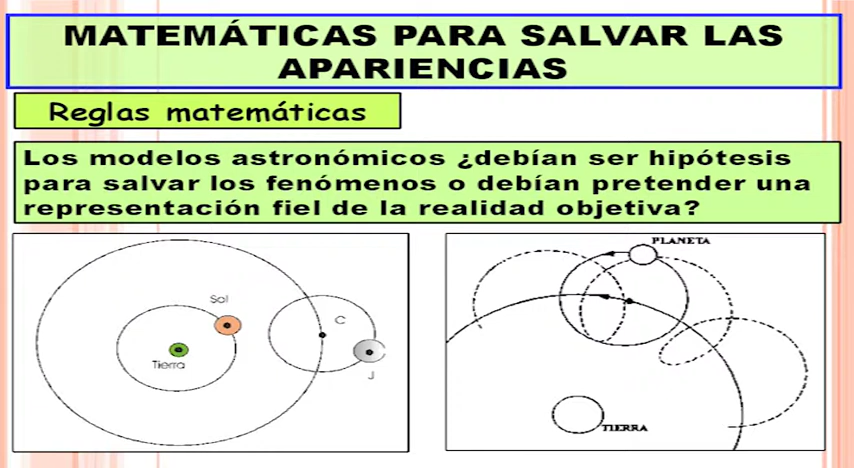 MATEMÁTICAS PARA SALVAR LAS
APARIENCIAS
Reglas matemáticas
Los modelos astronómicos ¿debían ser hipótesis
para salvar los fenómenos o debían pretender una
representación fiel de la realidad objetiva?
Sol
C
Tierra
J
PLANETA
TIERRA